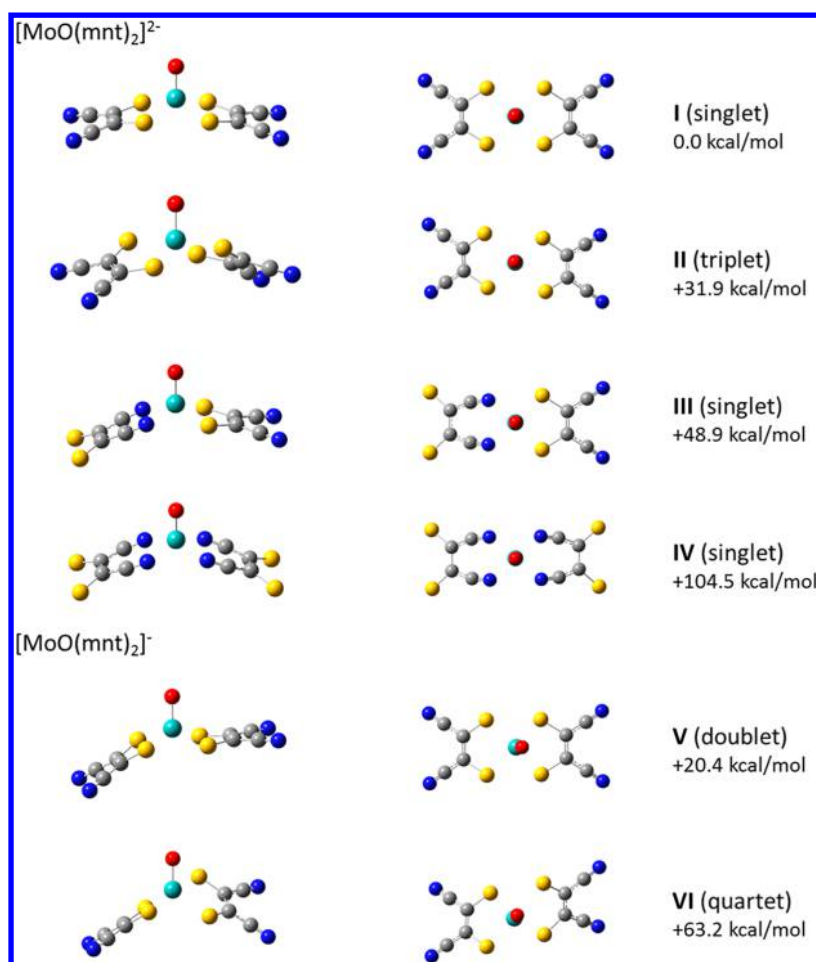 [MoO(mnt)₂]²⁻
I (singlet)
0.0 kcal/mol
II (triplet)
+31.9 kcal/mol
III (singlet)
+48.9 kcal/mol
IV (singlet)
+104.5 kcal/mol
[MoO(mnt)₂]⁻
V (doublet)
+20.4 kcal/mol
VI (quartet)
+63.2 kcal/mol